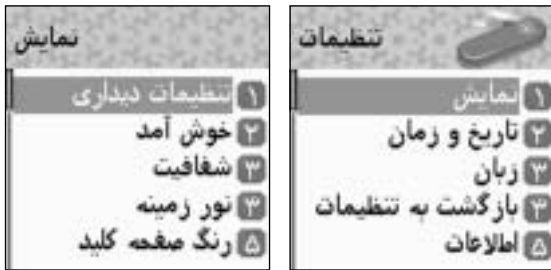 تنظیمات
۱ نمایش
۲ تاریخ و زمان
۳ زبان
۴ بازگشت به تنظیمات
۵ اطلاعات
نمایش
۱ تنظیمات دیداری
۲ خوش آمد
۳ شفافیت
۴ نور زمینه
۵ رنگ صفحه کلید